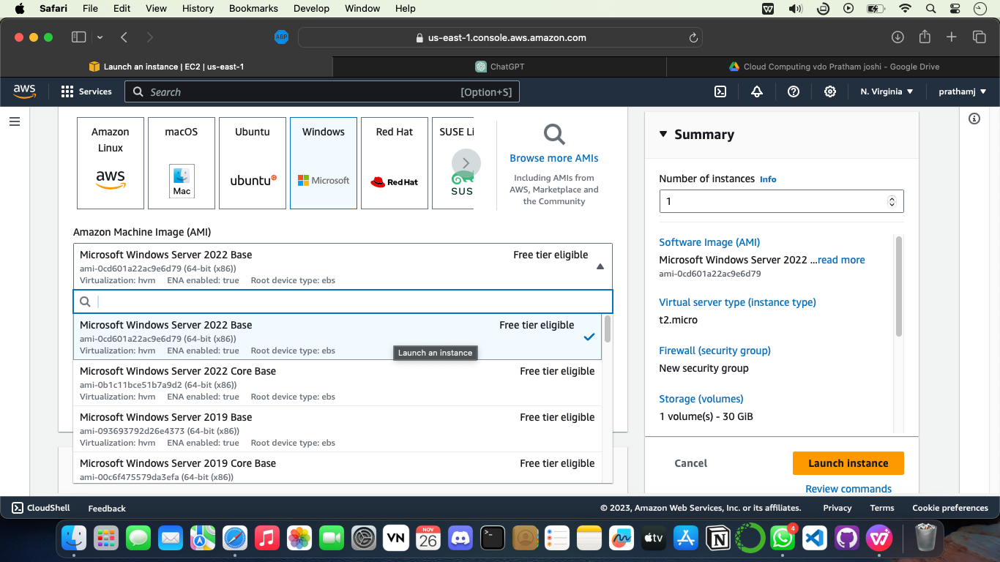 Safari File Edit View History Bookmarks Develop Window Help
ABP
us-east-1.console.aws.amazon.com
Launch an instance | EC2 | us-east-1
ChatGPT
Cloud Computing vdo Pratham joshi - Google Drive
aws
Services
Search
[Option+S]
N. Virginia
prathamj
Amazon
Linux
aws
macOS
Mac
Ubuntu
ubuntu
Windows
Microsoft
Red Hat
Red Hat
SUSE Li
SUS
Browse more AMIs
Including AMIs from
AWS, Marketplace and
the Community
Amazon Machine Image (AMI)
Microsoft Windows Server 2022 Base
Free tier eligible
ami-0cd601a22ac9e6d79 (64-bit (x86))
Virtualization: hvm ENA enabled: true Root device type: ebs
Microsoft Windows Server 2022 Base
Free tier eligible
ami-0cd601a22ac9e6d79 (64-bit (x86))
Virtualization: hvm ENA enabled: true Root device type: ebs
Launch an instance
Microsoft Windows Server 2022 Core Base
Free tier eligible
ami-0b1c11bce51b7a9d2 (64-bit (x86))
Virtualization: hvm ENA enabled: true Root device type: ebs
Microsoft Windows Server 2019 Base
Free tier eligible
ami-093693792d26e4373 (64-bit (x86))
Virtualization: hvm ENA enabled: true Root device type: ebs
Microsoft Windows Server 2019 Core Base
Free tier eligible
ami-00c6f475579da3efa (64-bit (x86))
Summary
Number of instances Info
1
Software Image (AMI)
Microsoft Windows Server 2022 ...read more
ami-0cd601a22ac9e6d79
Virtual server type (instance type)
t2.micro
Firewall (security group)
New security group
Storage (volumes)
1 volume(s) - 30 GiB
Cancel
Launch instance
Review commands
CloudShell
Feedback
© 2023, Amazon Web Services, Inc. or its affiliates.
Privacy
Terms
Cookie preferences
VN
NOV
26
tv
4